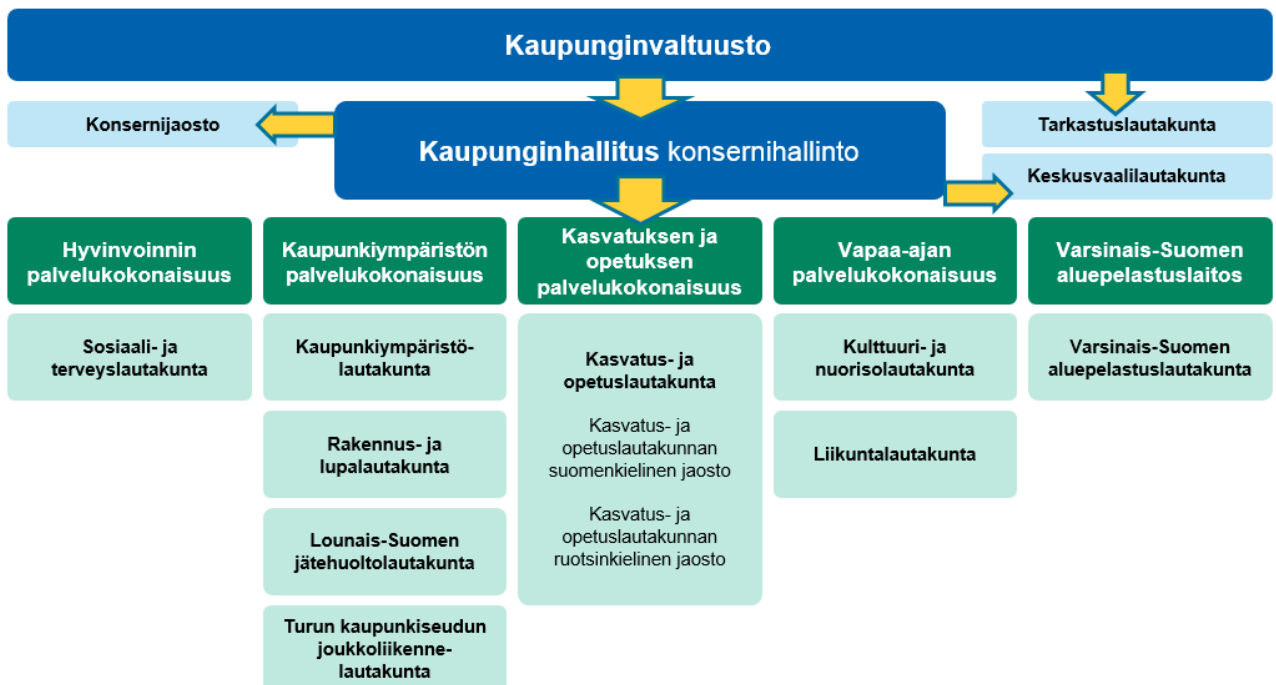 Kaupunginvaltuusto
Konsernijaosto
Kaupunginhallitus konsernihallinto
Tarkastuslautakunta
Keskusvaalilautakunta
Hyvinvoinnin
palvelukokonaisuus
Sosiaali- ja
terveyslautakunta
Kaupunkiympäristön
palvelukokonaisuus
Kaupunkiympäristö-
lautakunta
Rakennus- ja
lupalautakunta
Lounais-Suomen
jätehuoltolautakunta
Turun kaupunkiseudun
joukkoliikenne-
lautakunta
Kasvatuksen ja
opetuksen
palvelukokonaisuus
Kasvatus- ja
opetuslautakunta
Kasvatus- ja
opetuslautakunnan
suomenkielinen jaosto
Kasvatus- ja
opetuslautakunnan
ruotsinkielinen jaosto
Vapaa-ajan
palvelukokonaisuus
Kulttuuri- ja
nuorisolautakunta
Liikuntalautakunta
Varsinais-Suomen
aluepelastuslaitos
Varsinais-Suomen
aluepelastuslautakunta